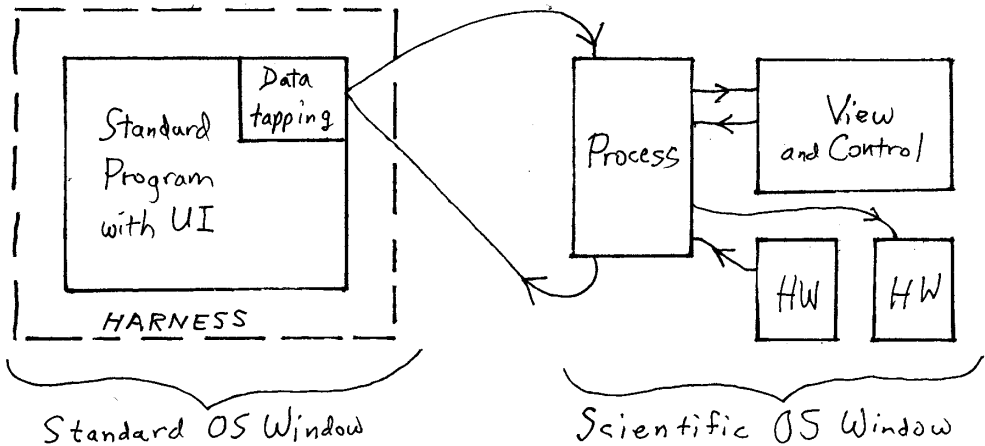 Data
tapping
Standard
Program
with UI
HARNESS
Standard OS Window
Process
View
and Control
HW
HW
Scientific OS Window